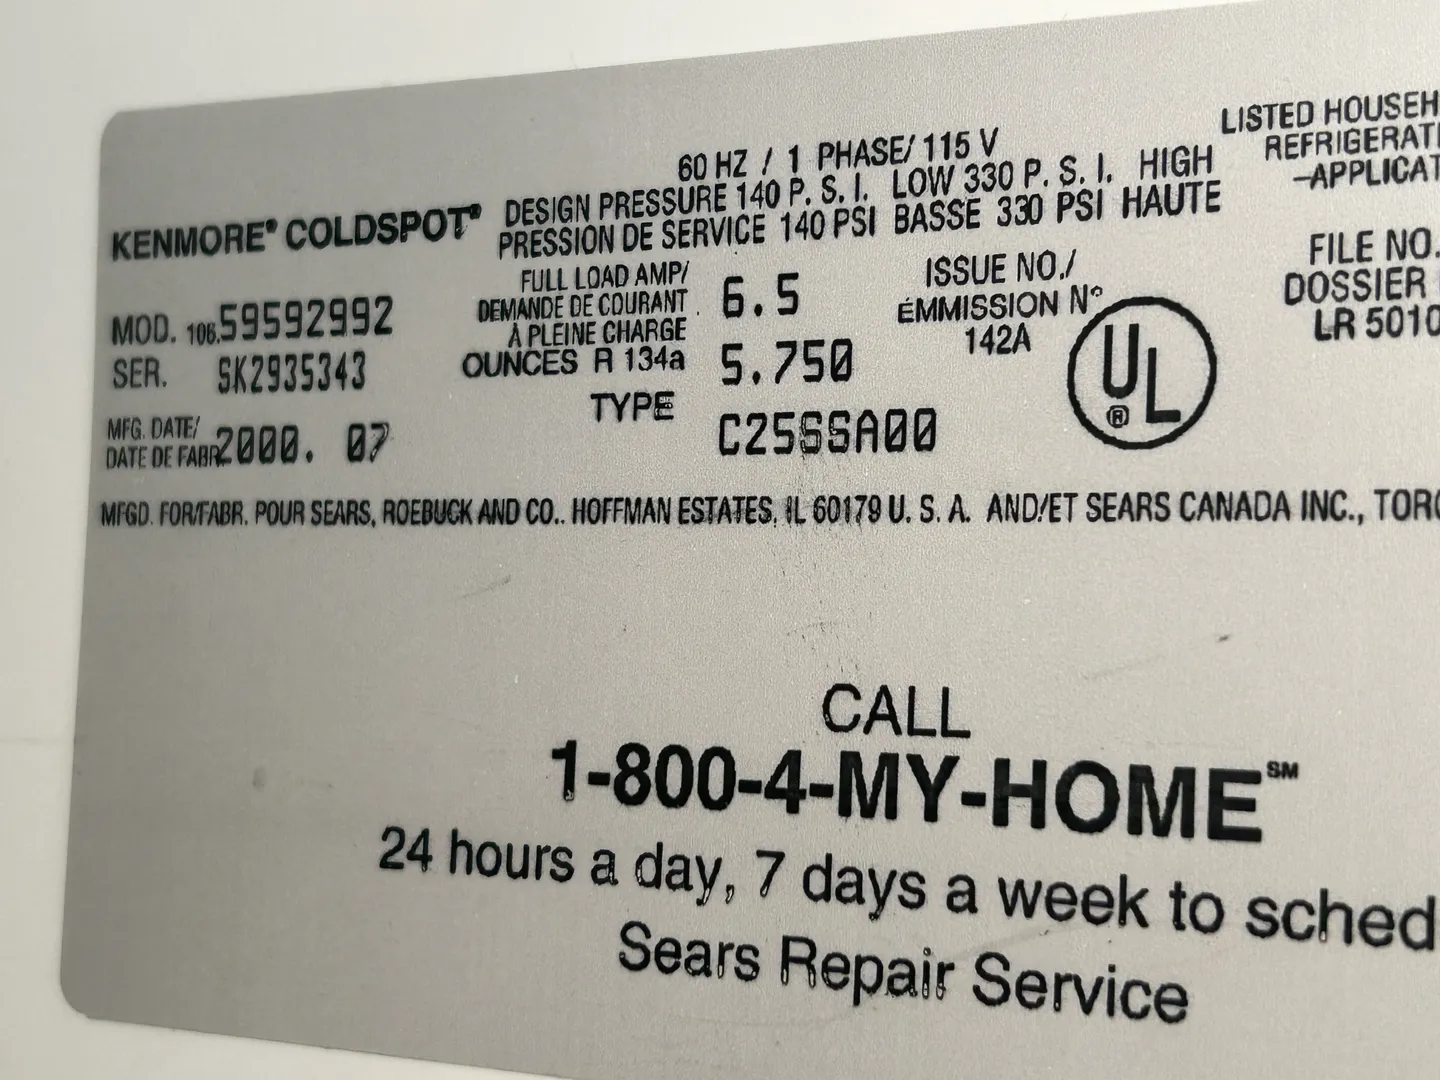 60 HZ / 1 PHASE/ 115 V
DESIGN PRESSURE 140 P. S. I. LOW 330 P. S. I. HIGH
PRESSION DE SERVICE 140 PSI BASSE 330 PSI HAUTE
LISTED HOUSEH
REFRIGERATI
-APPLICAT
KENMORE® COLDSPOT®
MOD. 106.59592992
SER. SK2935343
MFG. DATE/
DATE DE FABR. 2000. 07
FULL LOAD AMP/
DEMANDE DE COURANT
À PLEINE CHARGE
6.5
OUNCES R 134a 5.750
TYPE C25SSA00
ISSUE NO./
ÉMMISSION Nº
142A
UL
®
FILE NO.
DOSSIER
LR 5010
MFGD. FOR/FABR. POUR SEARS, ROEBUCK AND CO.. HOFFMAN ESTATES, IL 60179 U. S. A. AND/ET SEARS CANADA INC., TORO
CALL
1-800-4-MY-HOME℠
24 hours a day, 7 days a week to sched
Sears Repair Service